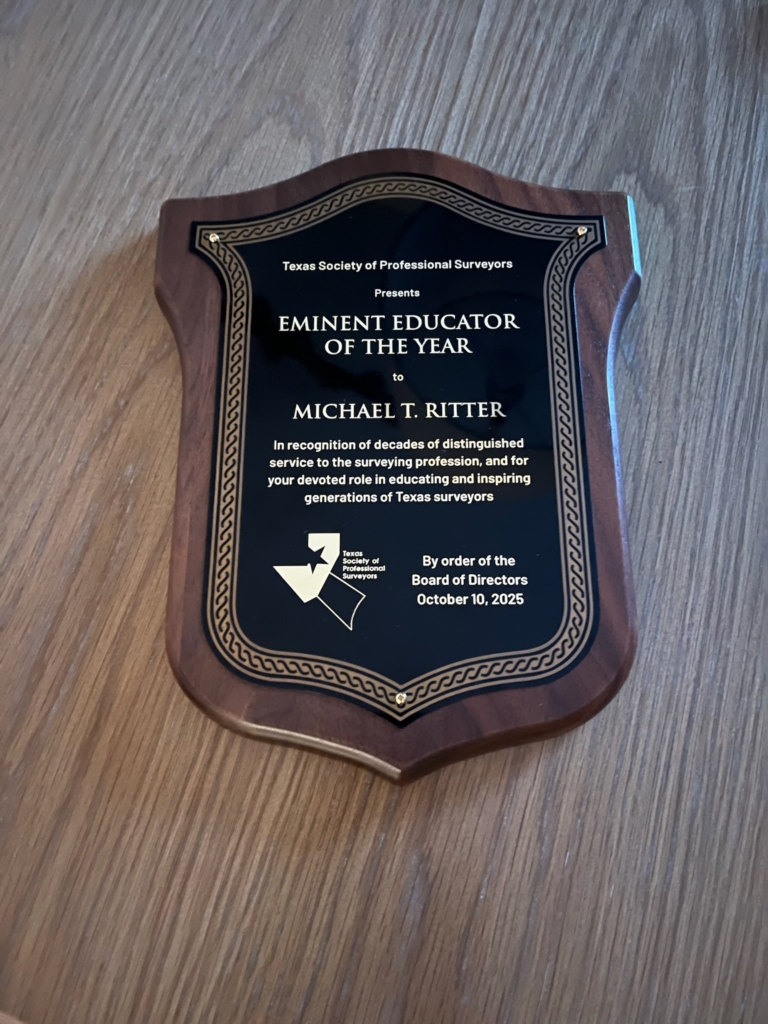 Texas Society of Professional Surveyors
Presents
EMINENT EDUCATOR
OF THE YEAR
to
MICHAEL T. RITTER
In recognition of decades of distinguished
service to the surveying profession, and for
your devoted role in educating and inspiring
generations of Texas surveyors
Texas
Society of
Professional
Surveyors
By order of the
Board of Directors
October 10, 2025